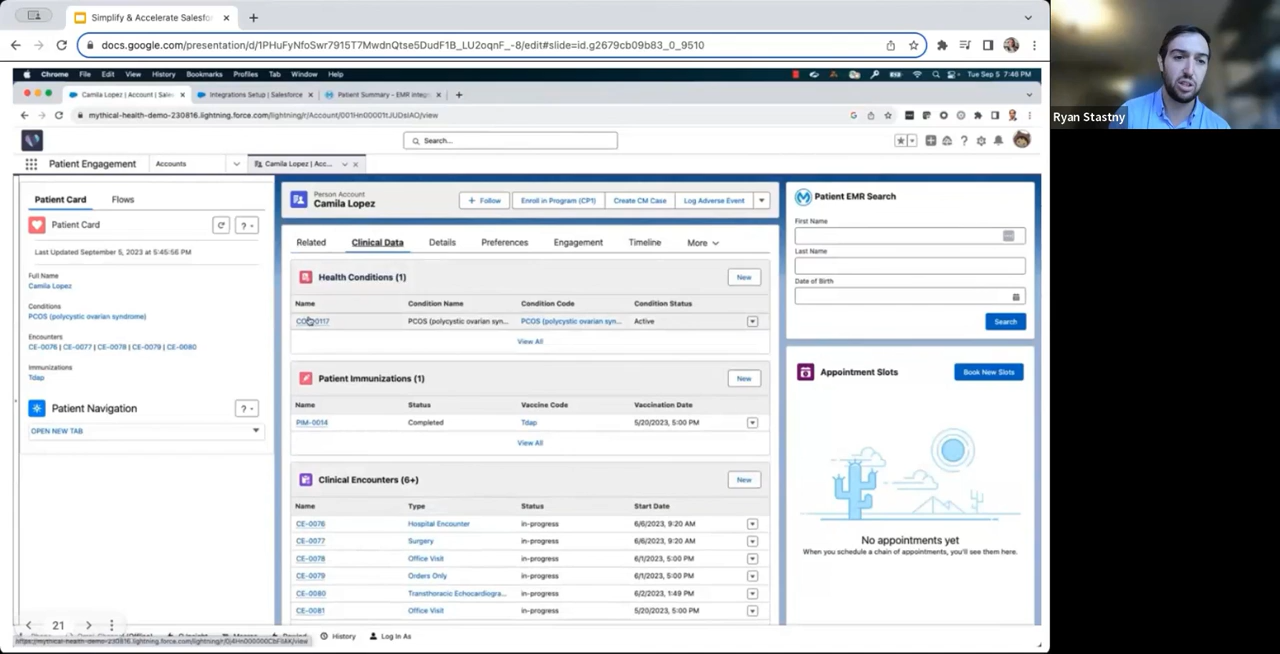 Simplify & Accelerate Salesfo
docs.google.com/presentation/d/1PHuFyNfoSwr7915T7MwdnQtse5DudF1B_LU2oqnF_-8/edit#slide=id.g2679cb09b83_0_9510
Chrome File Edit View History Bookmarks Profiles Tab Window Help
Tue Sep 5 7:46 PM
Camila Lopez | Account | Sales
Integrations Setup | Salesforce
Patient Summary - EMR Integ
mythical-health-demo-230816.lightning.force.com/lightning/r/Account/001Hn00001tJUDsIAO/view
Search...
Patient Engagement
Accounts
Camila Lopez | Acc...
Patient Card
Flows
Patient Card
?
Last Updated September 5, 2023 at 5:45:56 PM
Full Name
Camila Lopez
Conditions
PCOS (polycystic ovarian syndrome)
Encounters
CE-0076 | CE-0077 | CE-0078 | CE-0079 | CE-0080
Immunizations
Tdap
Patient Navigation
?
OPEN NEW TAB
Person Account
Camila Lopez
+ Follow
Enroll in Program (CP1)
Create CM Case
Log Adverse Event
Related
Clinical Data
Details
Preferences
Engagement
Timeline
More
Health Conditions (1)
New
Name Condition Name Condition Code Condition Status
PCOS (polycystic ovarian syn... PCOS (polycystic ovarian syn... Active
View All
Patient Immunizations (1)
New
Name Status Vaccine Code Vaccination Date
PIM-0014 Completed Tdap 5/20/2023, 5:00 PM
View All
Clinical Encounters (6+)
New
Name Type Status Start Date
CE-0076 Hospital Encounter in-progress 6/6/2023, 9:20 AM
CE-0077 Surgery in-progress 6/6/2023, 9:20 AM
CE-0078 Office Visit in-progress 6/1/2023, 5:00 PM
CE-0079 Orders Only in-progress 6/1/2023, 5:00 PM
CE-0080 Transthoracic Echocardiogra... in-progress 6/2/2023, 1:49 PM
CE-0081 Office Visit in-progress 5/20/2023, 5:00 PM
Patient EMR Search
First Name
Last Name
Date of Birth
Search
Appointment Slots
Book New Slots
No appointments yet
When you schedule a chain of appointments, you'll see them here.
21
History
Log In As
Ryan Stastny